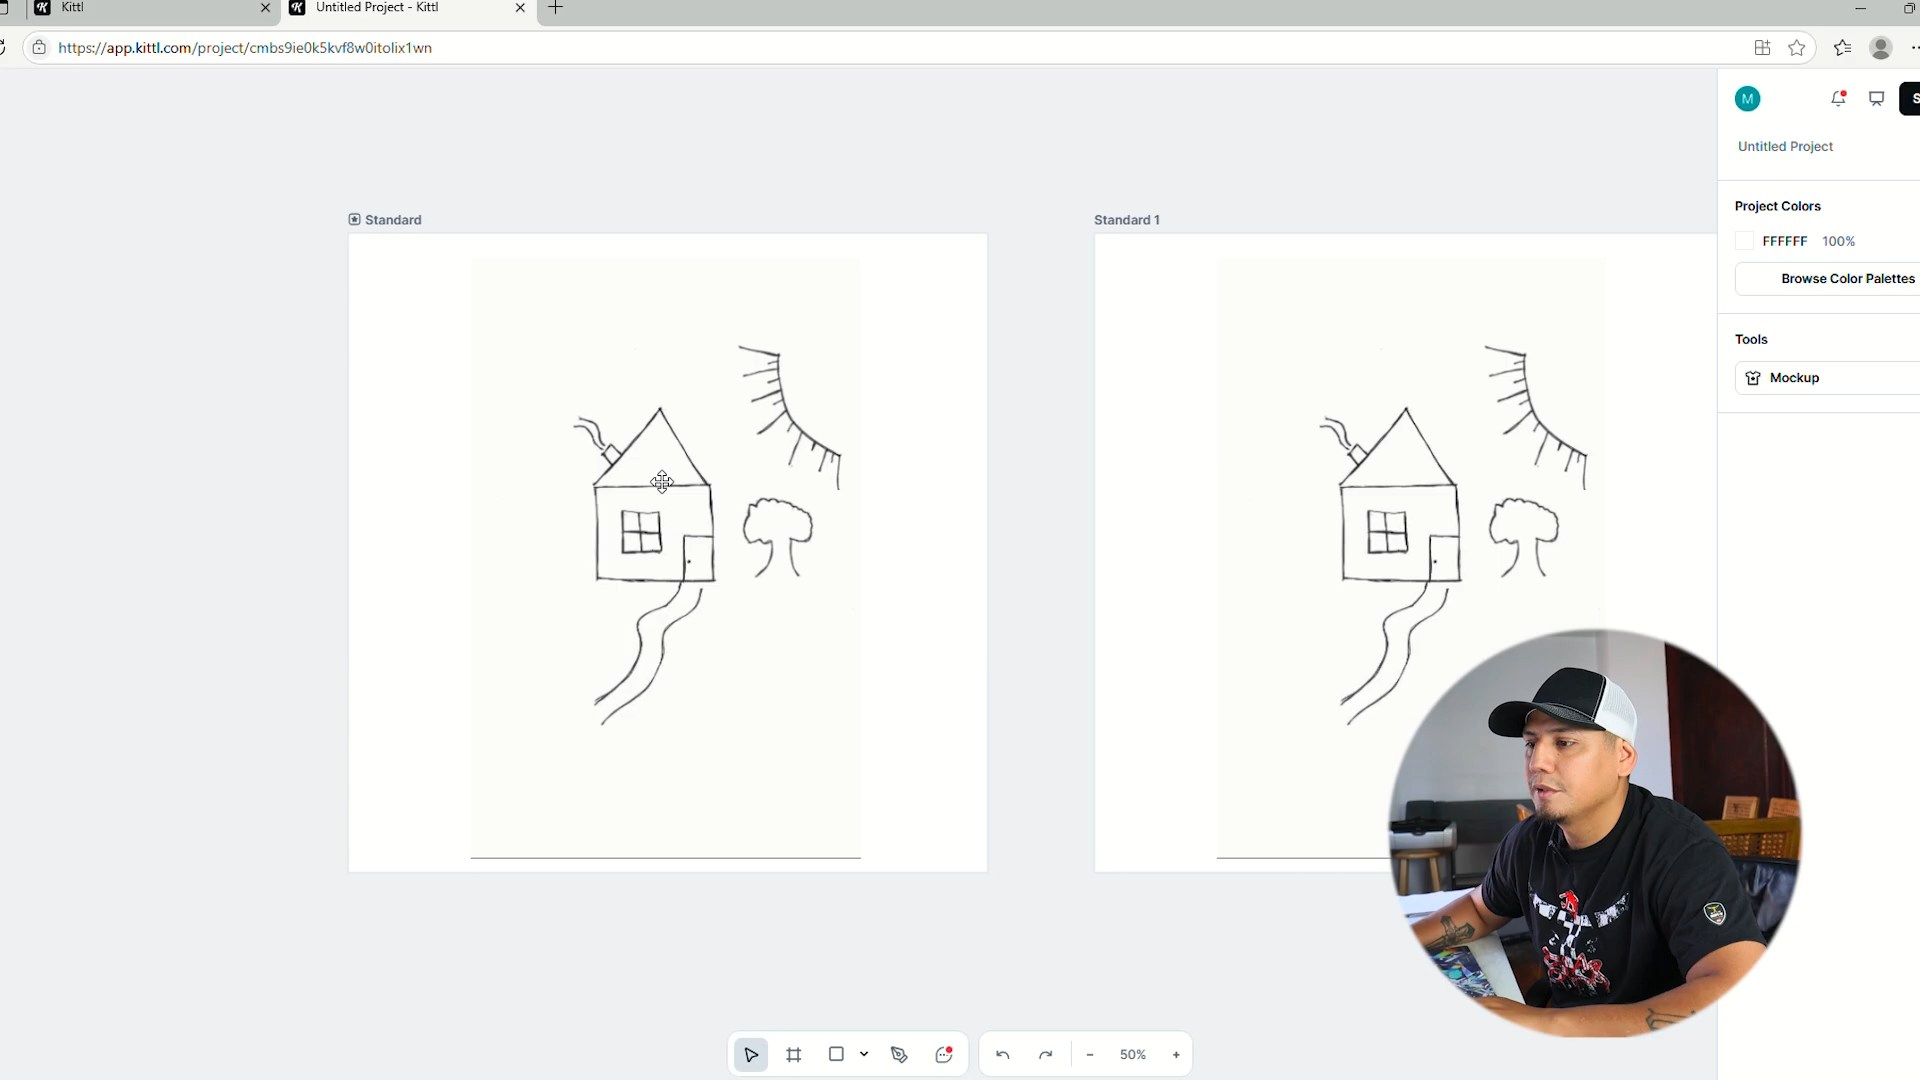 Kittl
Untitled Project - Kittl
https://app.kittl.com/project/cmbs9ie0k5kvf8w0itolix1wn
M
S
Untitled Project
Standard
Standard 1
Project Colors
FFFFFF 100%
Browse Color Palettes
Tools
Mockup
50%